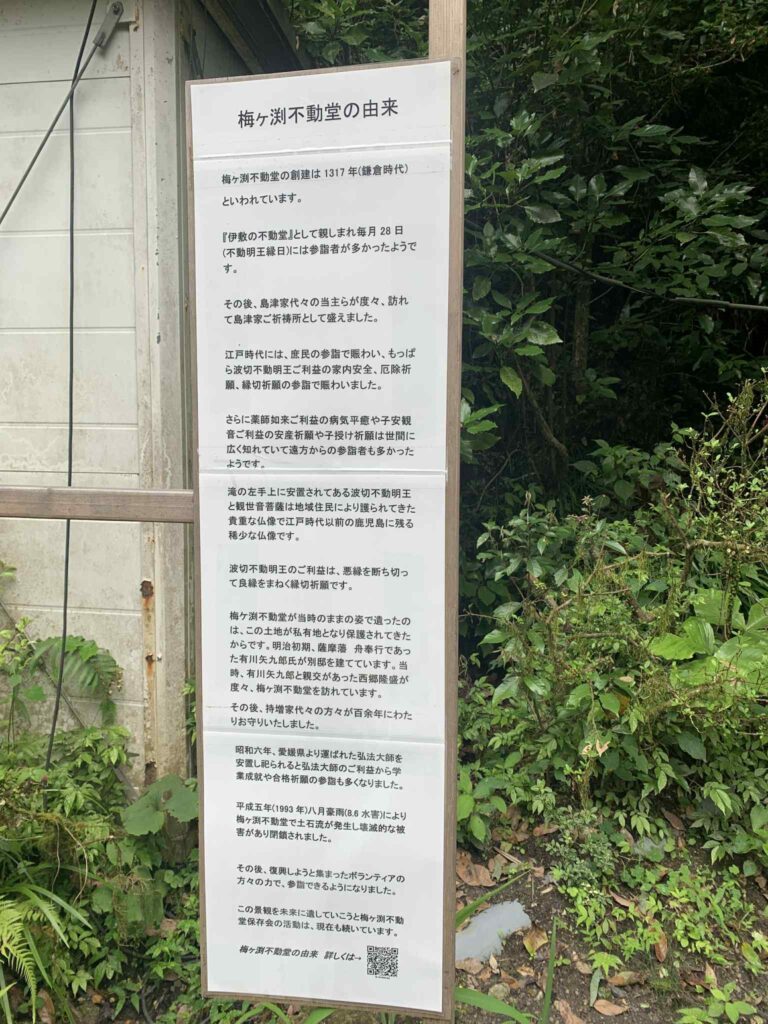 梅ヶ渕不動堂の由来
梅ヶ渕不動堂の創建は1317年(鎌倉時代)
といわれています。
『伊敷の不動堂』として親しまれ毎月28日
(不動明王縁日)には参詣者が多かったようで
す。
その後、島津家代々の当主らが度々、訪れ
て島津家ご祈祷所として盛えました。
江戸時代には、庶民の参詣で賑わい、もっぱ
ら波切不動明王ご利益の家内安全、厄除祈
願、縁切祈願の参詣で賑わいました。
さらに薬師如来ご利益の病気平癒や子安観
音ご利益の安産祈願や子授け祈願は世間に
広く知れていて遠方からの参詣者も多かった
ようです。
滝の左手上に安置されてある波切不動明王
と観世音菩薩は地域住民により護られてきた
貴重な仏像で江戸時代以前の鹿児島に残る
稀少な仏像です。
波切不動明王のご利益は、悪縁を断ち切っ
て良縁をまねく縁切祈願です。
梅ケ渕不動堂が当時のままの姿で遺ったの
は、この土地が私有地となり保護されてきた
からです。明治初期、薩摩藩 舟奉行であっ
た有川矢九郎氏が別邸を建てています。当
時、有川矢九郎と親交があった西郷隆盛が
度々、梅ヶ渕不動堂を訪れています。
その後、持増家代々の方々が百余年にわた
りお守りいたしました。
昭和六年、愛媛県より運ばれた弘法大師を
安置し祀られると弘法大師のご利益から学
業成就や合格祈願の参詣も多くなりました。
平成五年(1993年)八月豪雨(8.6水害)により
梅ヶ渕不動堂で土石流が発生し壊滅的な被
害があり閉鎖されました。
その後、復興しようと集まったボランティアの
方々の力で、参詣できるようになりました。
この景観を未来に遺していこうと梅ヶ渕不動
堂保存会の活動は、現在も続いています。
梅ヶ渕不動堂の由来 詳しくは→